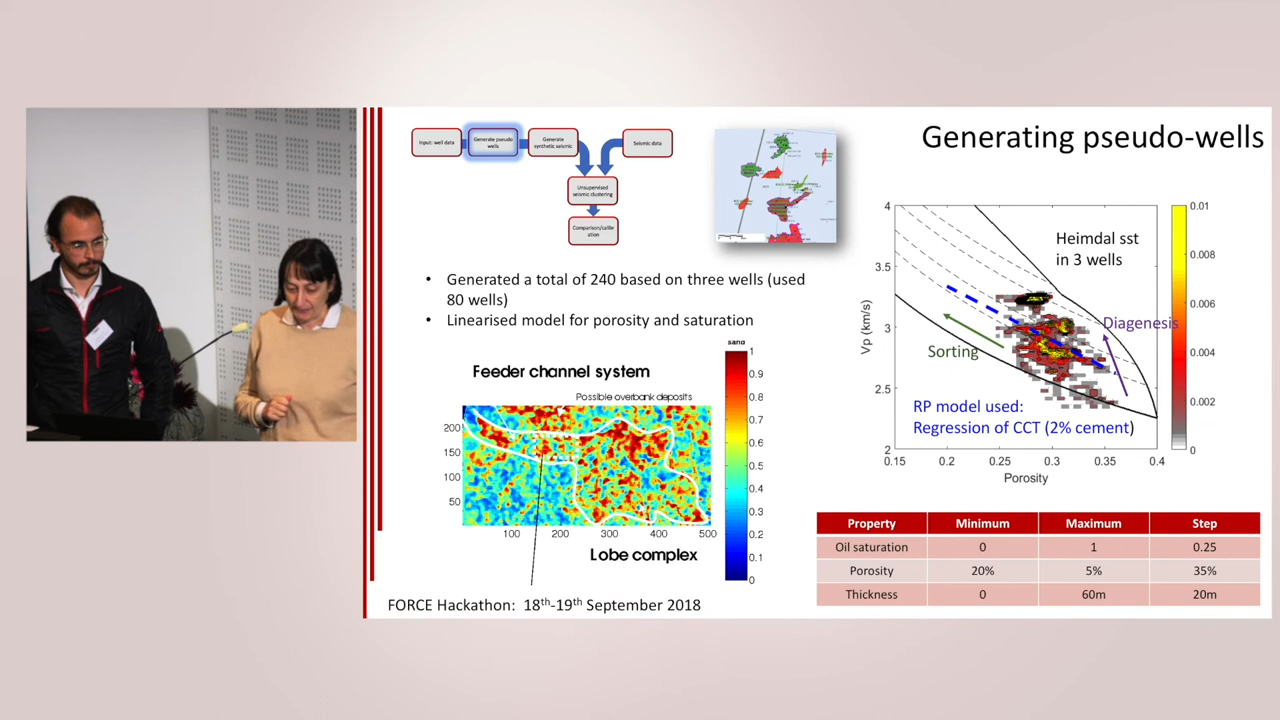 Generating pseudo-wells
Input: well data
Generate pseudo
wells
Generate
synthetic seismic
Seismic data
Unsupervised
seismic clustering
Comparison/calibr
ation
• Generated a total of 240 based on three wells (used
80 wells)
• Linearised model for porosity and saturation
Feeder channel system
Possible overbank deposits
sand
200
150
100
50
100
200
300
400
500
Lobe complex
1
0.9
0.8
0.7
0.6
0.5
0.4
0.3
0.2
0.1
0
FORCE Hackathon: 18th-19th September 2018
Heimdal sst
in 3 wells
Diagenesis
Sorting
RP model used:
Regression of CCT (2% cement)
Vp (km/s)
4
3.5
3
2.5
2
0.15
0.2
0.25
0.3
0.35
0.4
Porosity
0.01
0.008
0.006
0.004
0.002
0
Property Minimum Maximum Step
Oil saturation 0 1 0.25
Porosity 20% 5% 35%
Thickness 0 60m 20m